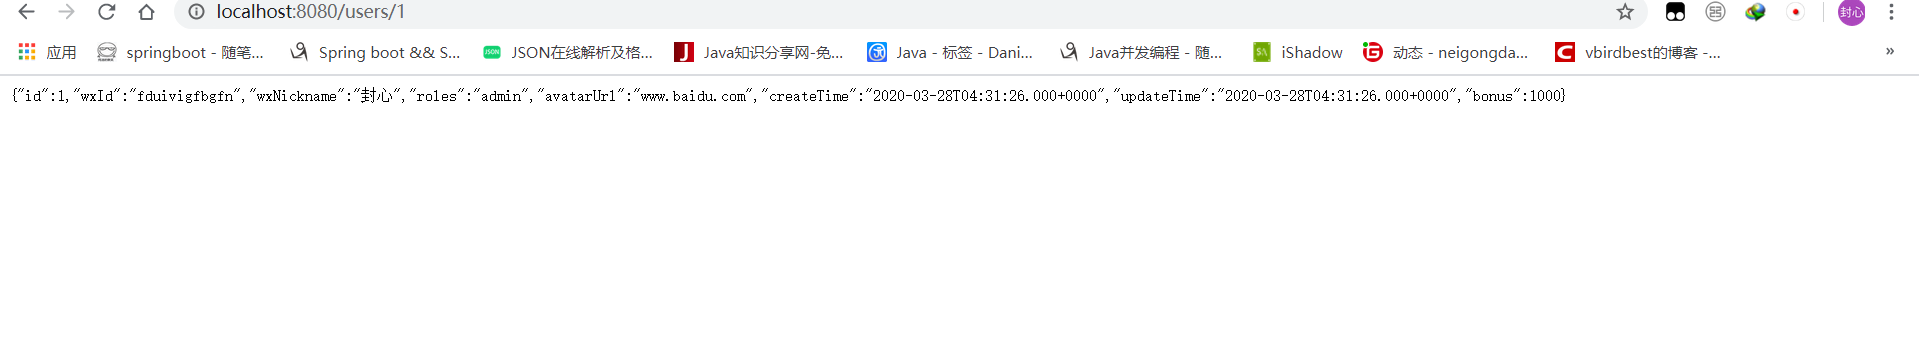 localhost:8080/users/1
封心
应用 springboot - 随笔... Spring boot && S... JSON在线解析及格... Java知识分享网-免... Java - 标签 - Dani... Java并发编程 - 随... iShadow 动态 - neigongda... vbirdbest的博客 -... »
{"id":1,"wxId":"fduivigfbgfn","wxNickname":"封心","roles":"admin","avatarUrl":"www.baidu.com","createTime":"2020-03-28T04:31:26.000+0000","updateTime":"2020-03-28T04:31:26.000+0000","bonus":1000}